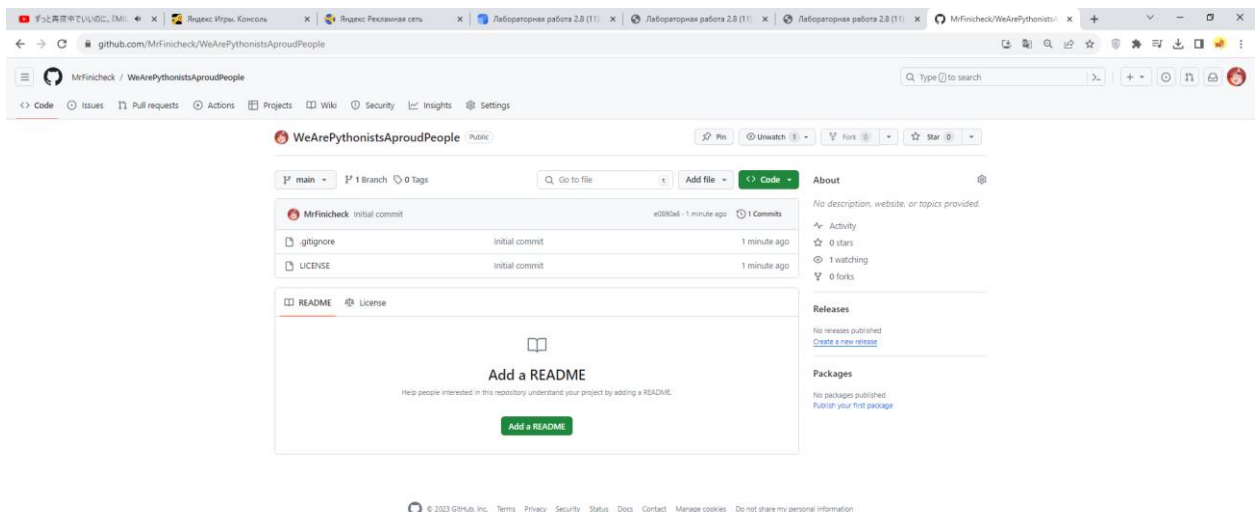 ずっと真夜中でいいのに。『MIL
Яндекс Игры. Консоль
Яндекс Рекламная сеть
Лабораторная работа 2.8 (11)
Лабораторная работа 2.8 (11)
Лабораторная работа 2.8 (11)
MrFinicheck/WeArePythonistsA
github.com/MrFinicheck/WeArePythonistsAproudPeople
MrFinicheck / WeArePythonistsAproudPeople
Type / to search
Code Issues Pull requests Actions Projects Wiki Security Insights Settings
WeArePythonistsAproudPeople Public
Pin Unwatch 1 Fork 0 Star 0
main 1 Branch 0 Tags
Go to file t Add file Code
MrFinicheck Initial commit
e0890a6 · 1 minute ago 1 Commits
.gitignore Initial commit 1 minute ago
LICENSE Initial commit 1 minute ago
README License
Add a README
Help people interested in this repository understand your project by adding a README.
Add a README
About
No description, website, or topics provided.
Activity
0 stars
1 watching
0 forks
Releases
No releases published
Create a new release
Packages
No packages published
Publish your first package
© 2023 GitHub, Inc. Terms Privacy Security Status Docs Contact Manage cookies Do not share my personal information